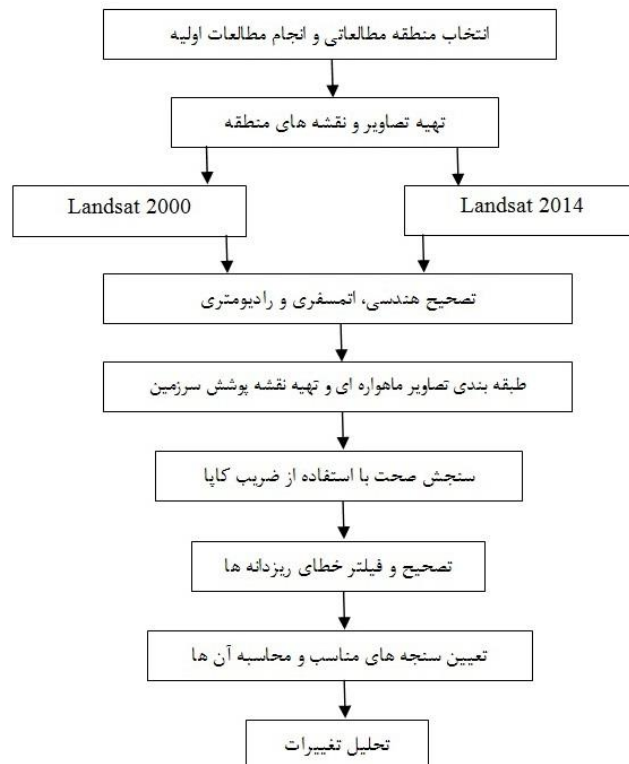 انتخاب منطقه مطالعاتی و انجام مطالعات اولیه
تهیه تصاویر و نقشه های منطقه
Landsat 2000
Landsat 2014
تصحیح هندسی، اتمسفری و رادیومتری
طبقه بندی تصاویر ماهواره ای و تهیه نقشه پوشش سرزمین
سنجش صحت با استفاده از ضریب کاپا
تصحیح و فیلتر خطای ریزدانه ها
تعیین سنجه های مناسب و محاسبه آن ها
تحلیل تغییرات